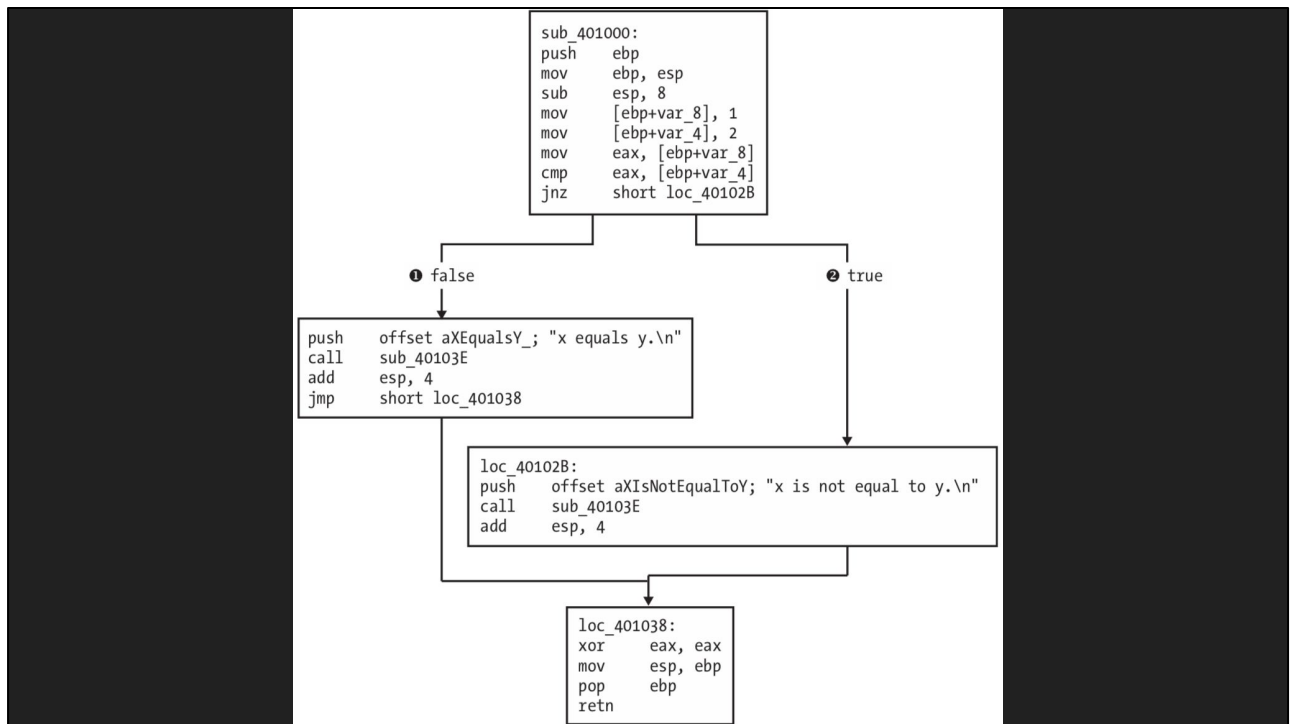 sub_401000:
push ebp
mov ebp, esp
sub esp, 8
mov [ebp+var_8], 1
mov [ebp+var_4], 2
mov eax, [ebp+var_8]
cmp eax, [ebp+var_4]
jnz short loc_40102B
❶ false
❷ true
push offset aXEqualsY_; "x equals y.\n"
call sub_40103E
add esp, 4
jmp short loc_401038
loc_40102B:
push offset aXIsNotEqualToY; "x is not equal to y.\n"
call sub_40103E
add esp, 4
loc_401038:
xor eax, eax
mov esp, ebp
pop ebp
retn